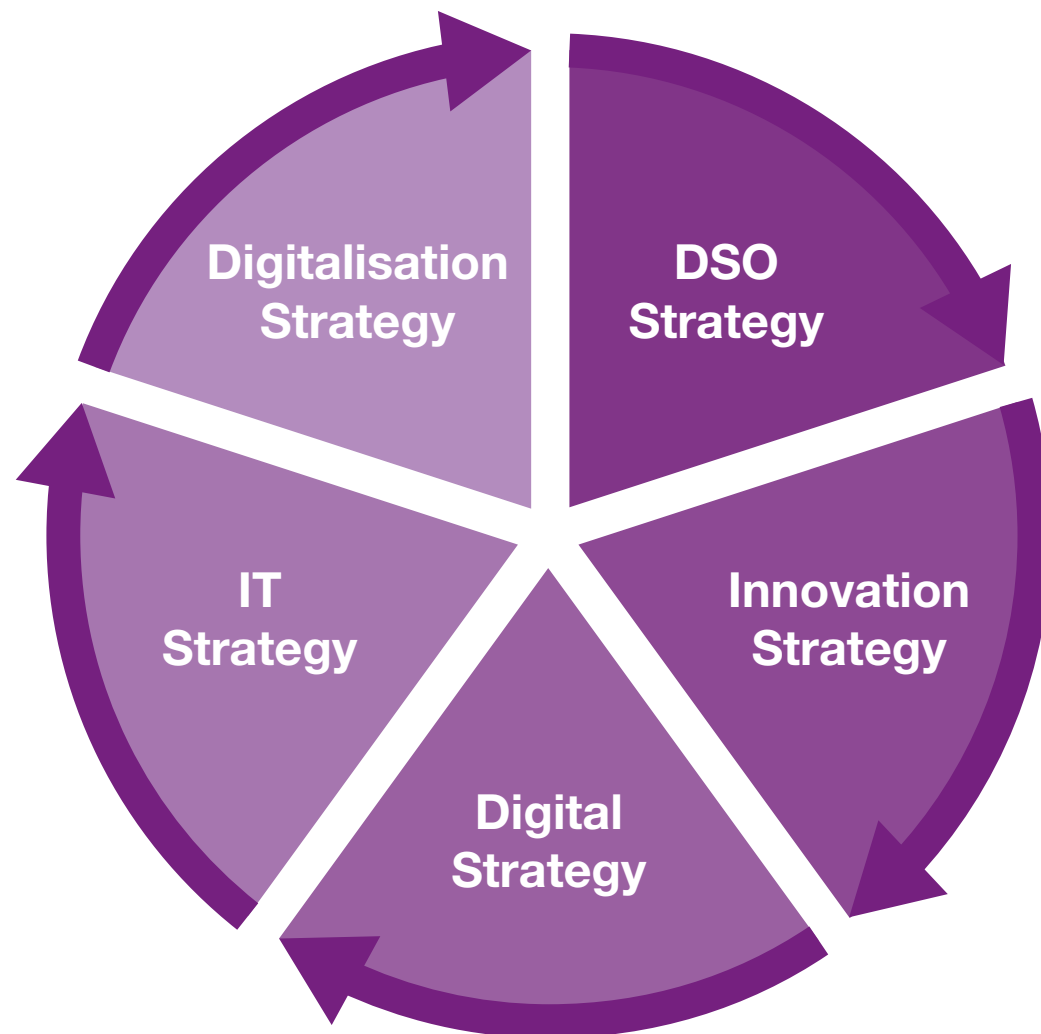 Digitalisation
Strategy
DSO
Strategy
Innovation
Strategy
Digital
Strategy
IT
Strategy